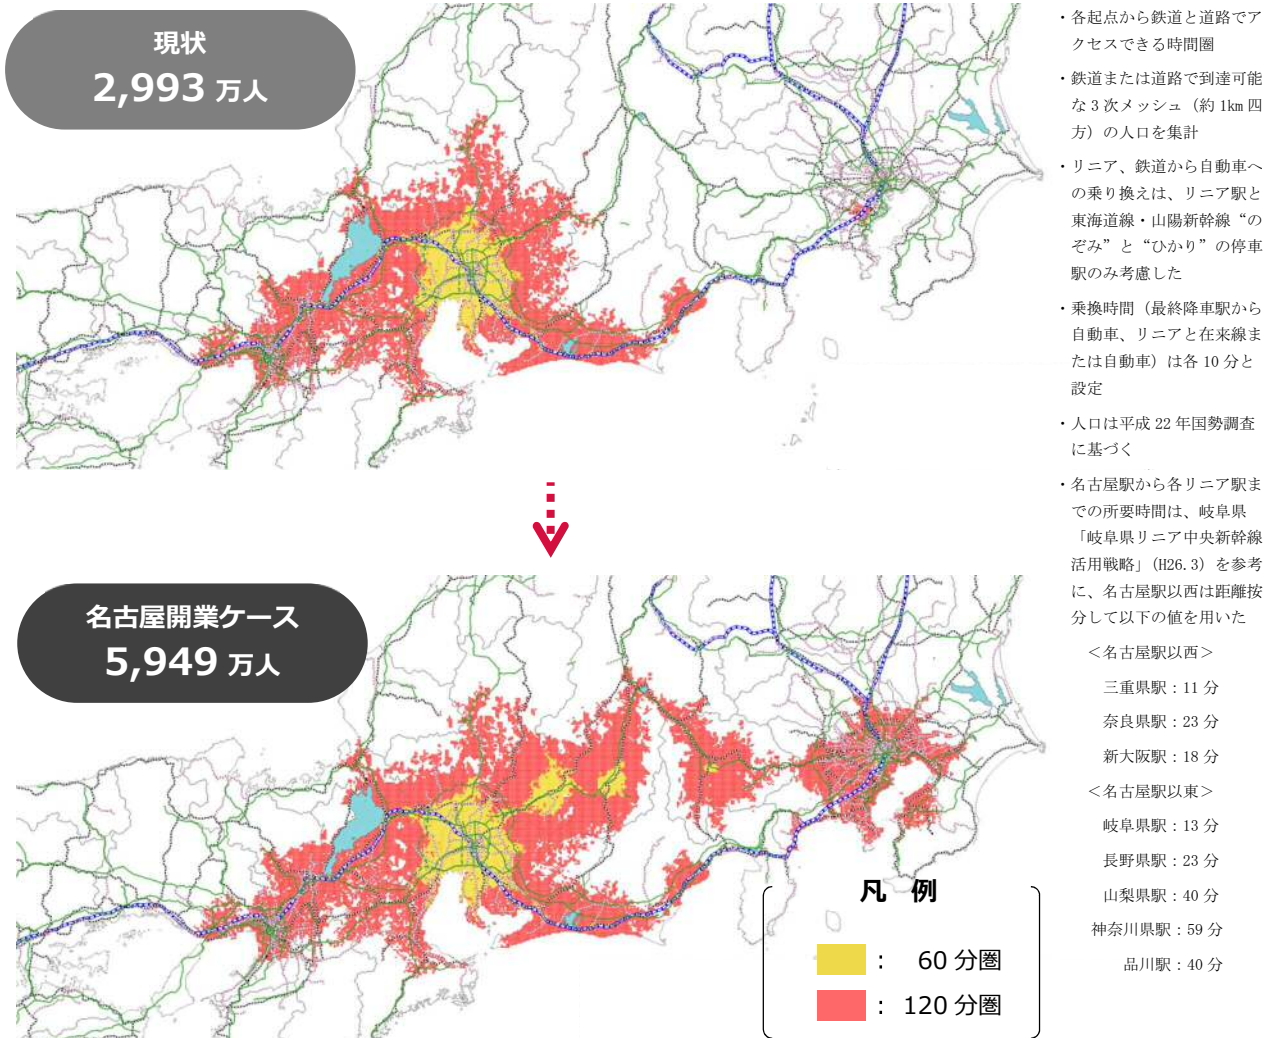 現状
2,993 万人
・各起点から鉄道と道路でア
クセスできる時間圏
・鉄道または道路で到達可能
な 3 次メッシュ（約 1km 四
方）の人口を集計
・リニア、鉄道から自動車へ
の乗り換えは、リニア駅と
東海道線・山陽新幹線“の
ぞみ”と“ひかり”の停車
駅のみ考慮した
・乗換時間（最終降車駅から
自動車、リニアと在来線ま
たは自動車）は各 10 分と
設定
・人口は平成 22 年国勢調査
に基づく
・名古屋駅から各リニア駅ま
での所要時間は、岐阜県
「岐阜県リニア中央新幹線
活用戦略」（H26.3）を参考
に、名古屋駅以西は距離按
分して以下の値を用いた
＜名古屋駅以西＞
三重県駅：11 分
奈良県駅：23 分
新大阪駅：18 分
＜名古屋駅以東＞
岐阜県駅：13 分
長野県駅：23 分
山梨県駅：40 分
神奈川県駅：59 分
品川駅：40 分
名古屋開業ケース
5,949 万人
凡 例
： 60 分圏
： 120 分圏